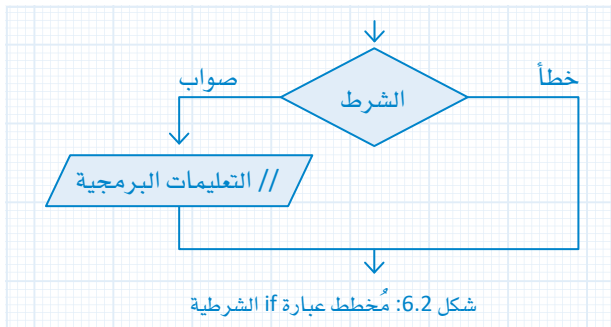 خطأ
صواب
الشرط
// التعليمات البرمجية
شكل 6.2: مُخطط عبارة if الشرطية